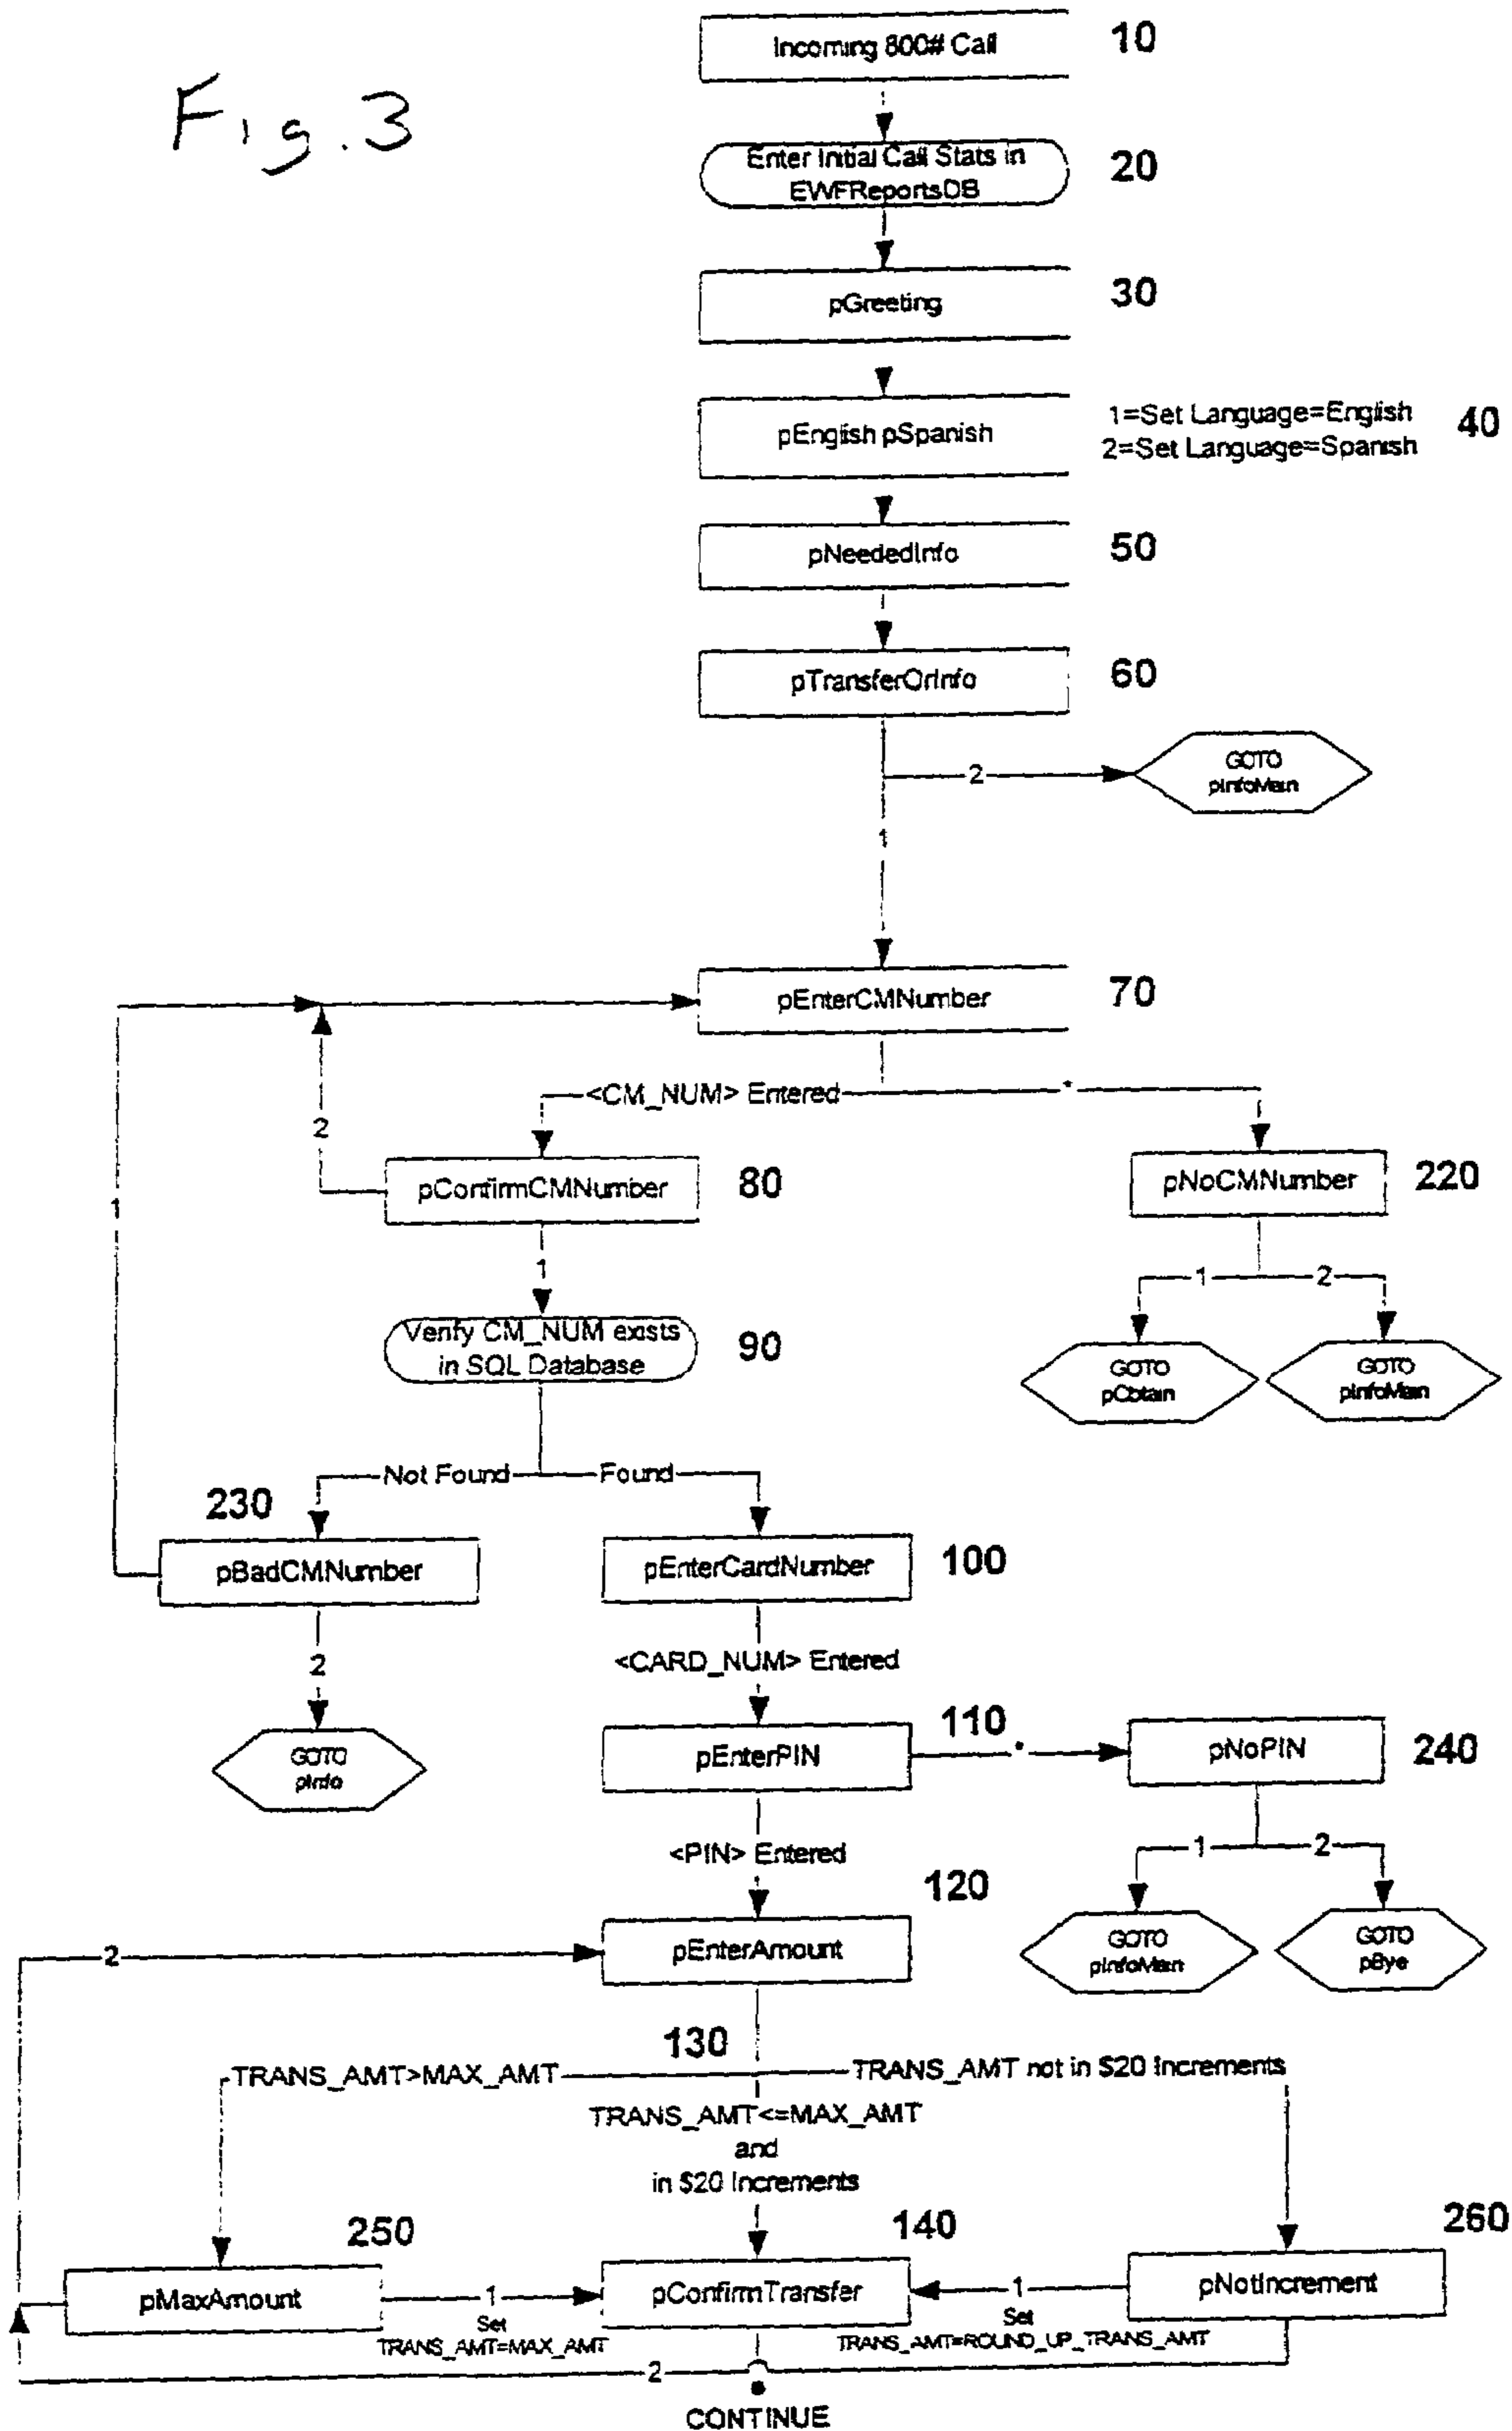 Fig. 3
Incoming 800# Call
10
Enter Initial Call Stats in
EWFReportsDB
20
pGreeting
30
pEnglish pSpanish
1=Set Language=English
2=Set Language=Spanish
40
pNeededInfo
50
pTransferOrInfo
60
2
GOTO
pInfoMain
1
pEnterCMNumber
70
<CM_NUM> Entered
*
2
pConfirmCMNumber
80
pNoCMNumber
220
1
1
1
2
Verify CM_NUM exists
in SQL Database
90
GOTO
pObtain
GOTO
pInfoMain
Not Found
Found
230
pBadCMNumber
pEnterCardNumber
100
2
<CARD_NUM> Entered
GOTO
pInfo
pEnterPIN
110
*
pNoPIN
240
<PIN> Entered
1
2
120
2
pEnterAmount
GOTO
pInfoMain
GOTO
pBye
130
TRANS_AMT>MAX_AMT
TRANS_AMT not in $20 Increments
TRANS_AMT<=MAX_AMT
and
in $20 Increments
250
140
260
pMaxAmount
1
Set
TRANS_AMT=MAX_AMT
pConfirmTransfer
1
Set
TRANS_AMT=ROUND_UP_TRANS_AMT
pNotIncrement
2
CONTINUE